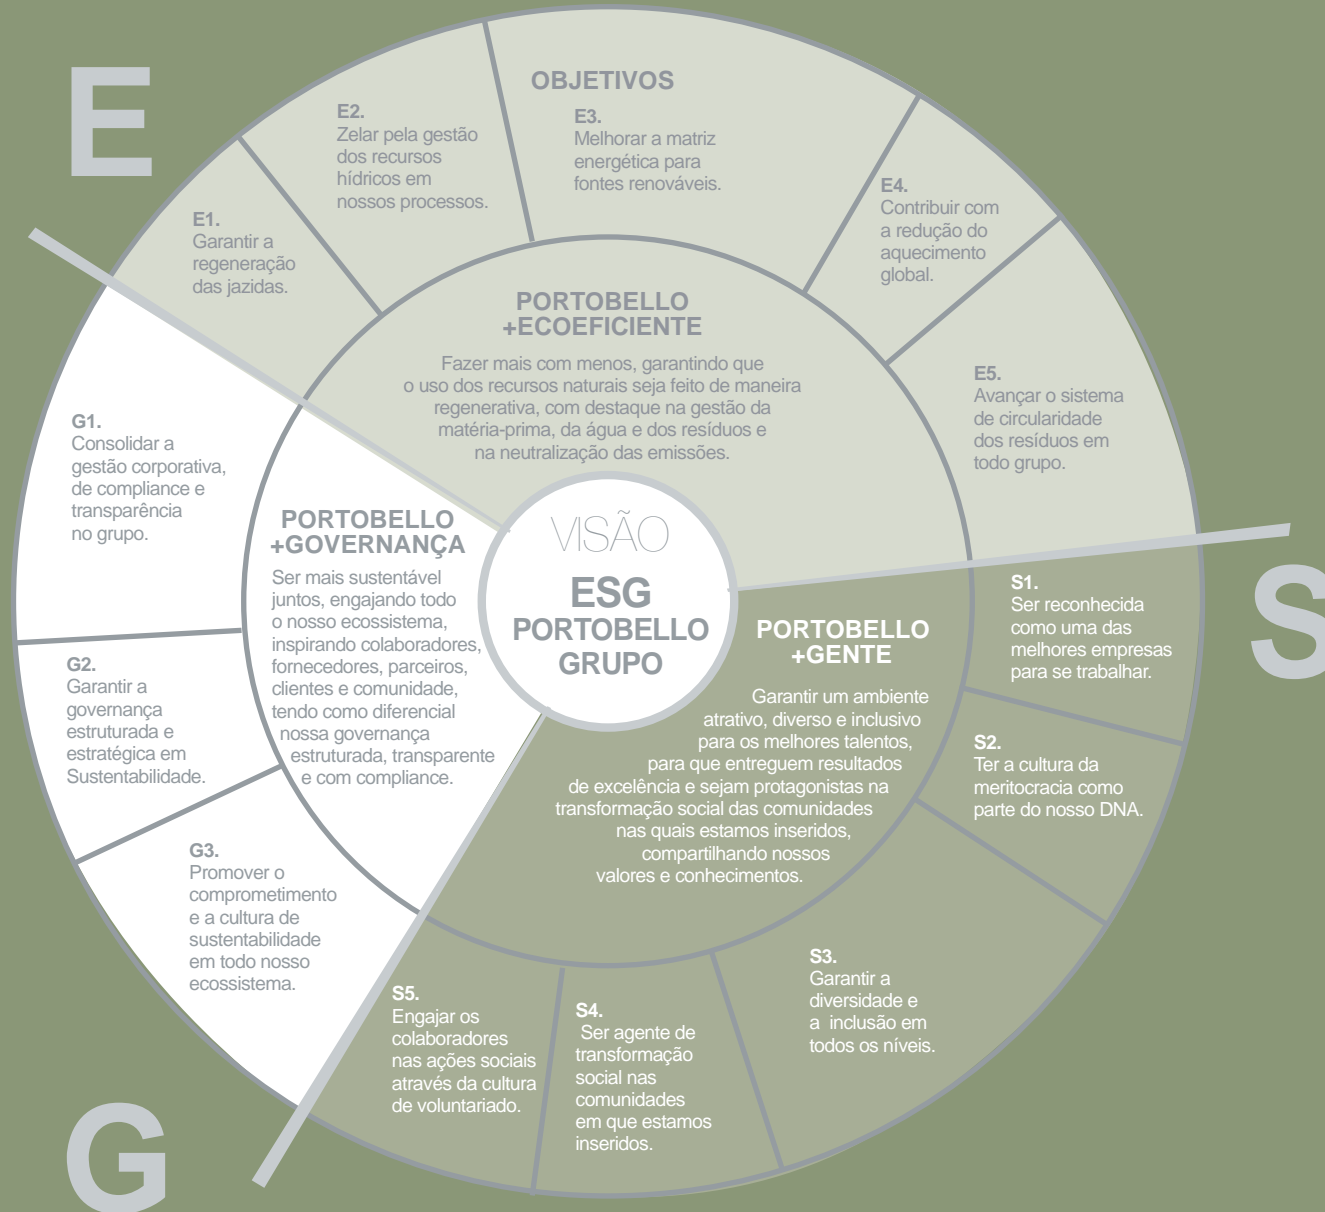 E
OBJETIVOS
E1.
Garantir a
regeneração
das jazidas.
E2.
Zelar pela gestão
dos recursos
hídricos em
nossos processos.
E3.
Melhorar a matriz
energética para
fontes renováveis.
E4.
Contribuir com
a redução do
aquecimento
global.
E5.
Avançar o sistema
de circularidade
dos resíduos em
todo grupo.
PORTOBELLO
+ECOEFICIENTE
Fazer mais com menos, garantindo que
o uso dos recursos naturais seja feito de maneira
regenerativa, com destaque na gestão da
matéria-prima, da água e dos resíduos e
na neutralização das emissões.
VISÃO
ESG
PORTOBELLO
GRUPO
S
PORTOBELLO
+GENTE
Garantir um ambiente
atrativo, diverso e inclusivo
para os melhores talentos,
para que entreguem resultados
de excelência e sejam protagonistas na
transformação social das comunidades
nas quais estamos inseridos,
compartilhando nossos
valores e conhecimentos.
S1.
Ser reconhecida
como uma das
melhores empresas
para se trabalhar.
S2.
Ter a cultura da
meritocracia como
parte do nosso DNA.
S3.
Garantir a
diversidade e
a inclusão em
todos os níveis.
S4.
Ser agente de
transformação
social nas
comunidades
em que estamos
inseridos.
S5.
Engajar os
colaboradores
nas ações sociais
através da cultura
de voluntariado.
G
PORTOBELLO
+GOVERNANÇA
Ser mais sustentável
juntos, engajando todo
o nosso ecossistema,
inspirando colaboradores,
fornecedores, parceiros,
clientes e comunidade,
tendo como diferencial
nossa governança
estruturada, transparente
e com compliance.
G1.
Consolidar a
gestão corporativa,
de compliance e
transparência
no grupo.
G2.
Garantir a
governança
estruturada e
estratégica em
Sustentabilidade.
G3.
Promover o
comprometimento
e a cultura de
sustentabilidade
em todo nosso
ecossistema.